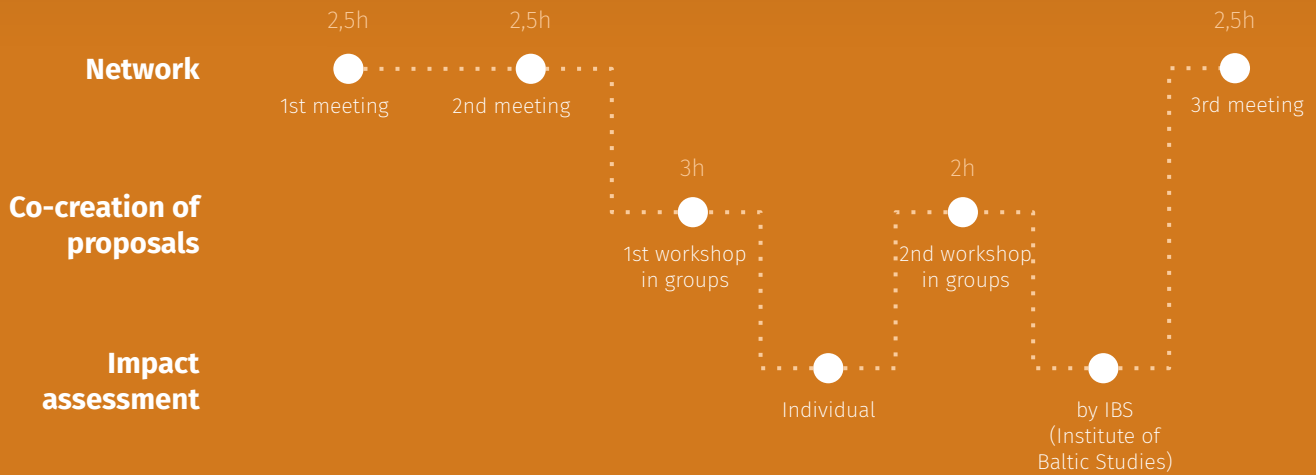 2,5h
2,5h
2,5h
Network
1st meeting
2nd meeting
3rd meeting
3h
2h
Co-creation of
proposals
1st workshop
in groups
2nd workshop
in groups
Impact
assessment
Individual
by IBS
(Institute of
Baltic Studies)